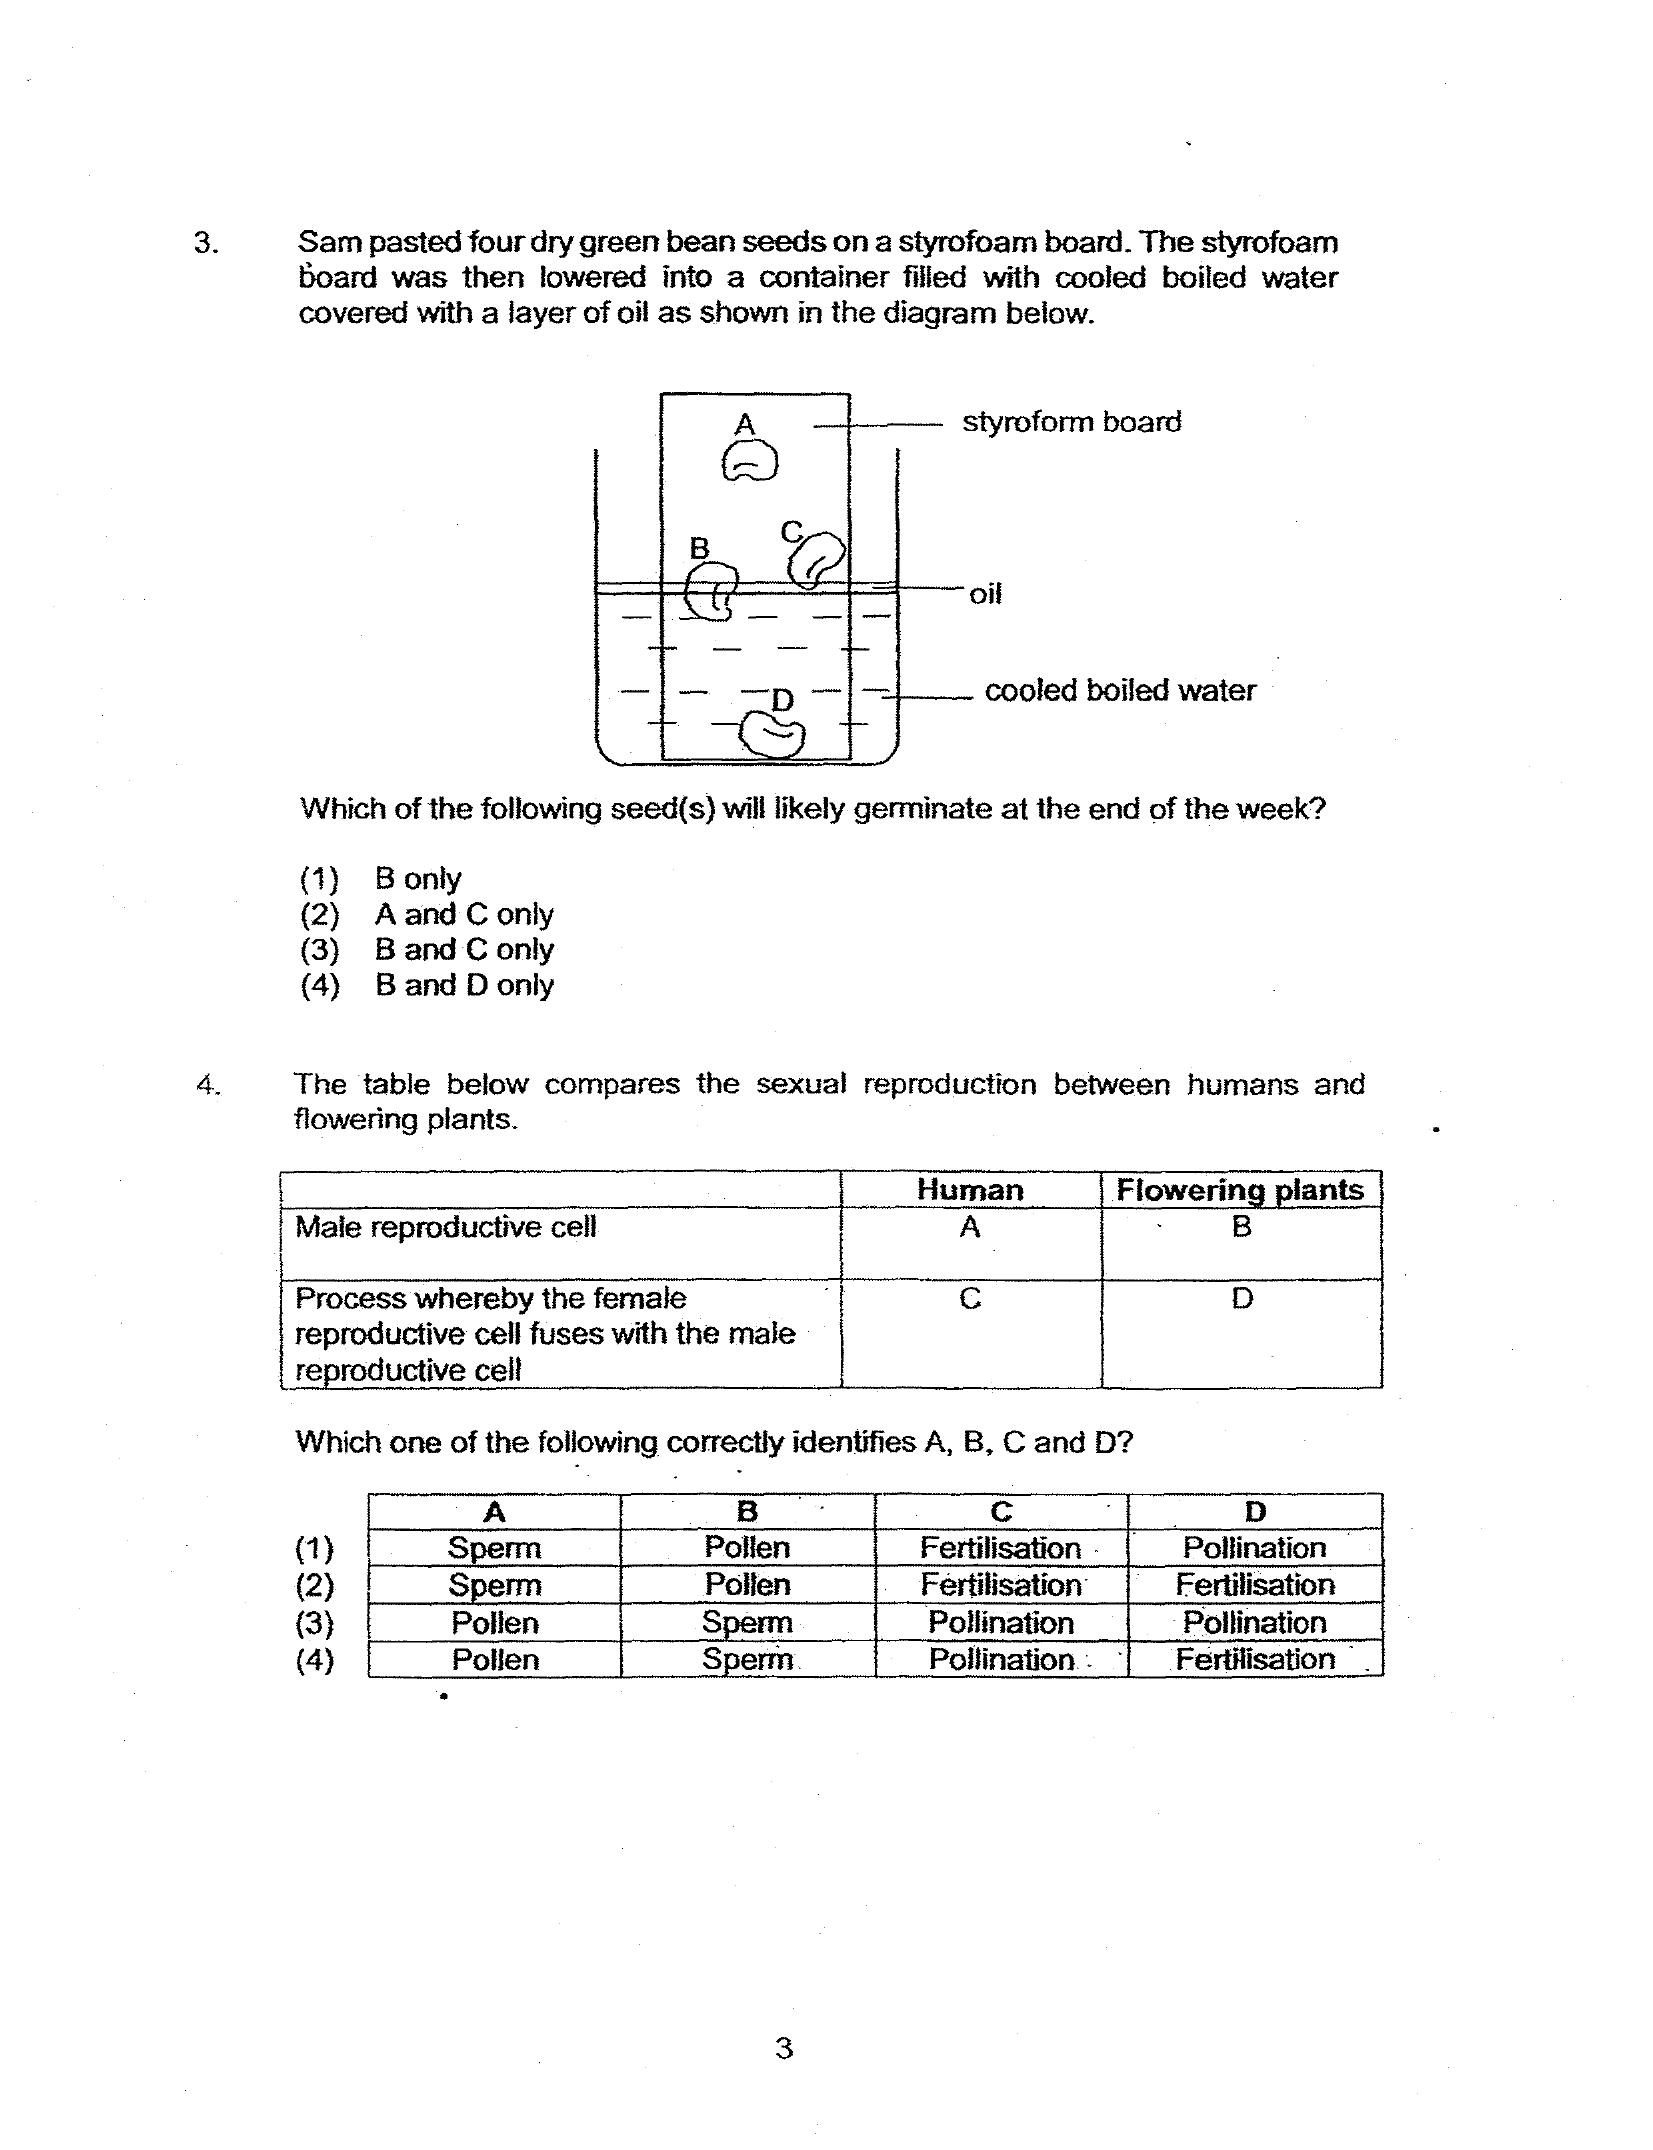 3. Sam pasted four dry green bean seeds on a styrofoam board. The styrofoam
board was then lowered into a container filled with cooled boiled water
covered with a layer of oil as shown in the diagram below.
A
styroform board
C
B
oil
D
cooled boiled water
Which of the following seed(s) will likely germinate at the end of the week?
(1) B only
(2) A and C only
(3) B and C only
(4) B and D only
4. The table below compares the sexual reproduction between humans and
flowering plants.
Human Flowering plants
Male reproductive cell A B
Process whereby the female C D
reproductive cell fuses with the male
reproductive cell
Which one of the following correctly identifies A, B, C and D?
A B C D
(1) Sperm Pollen Fertilisation Pollination
(2) Sperm Pollen Fertilisation Fertilisation
(3) Pollen Sperm Pollination Pollination
(4) Pollen Sperm Pollination Fertilisation
3